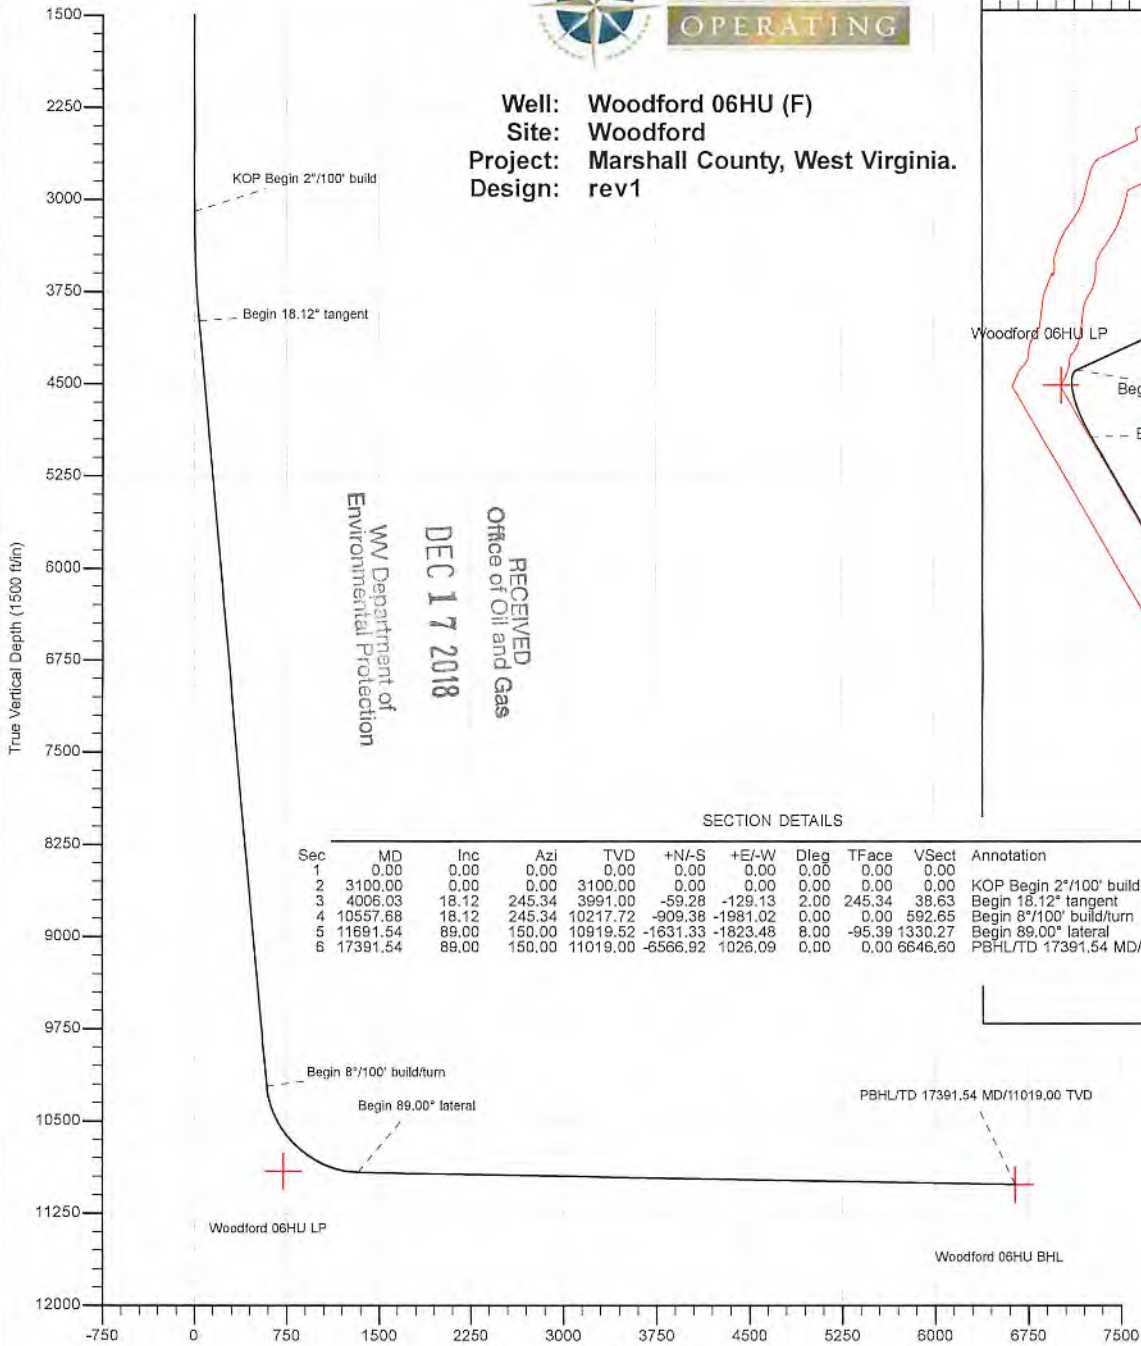 OPERATING
Well: Woodford 06HU (F)
Site: Woodford
Project: Marshall County, West Virginia.
Design: rev1
True Vertical Depth (1500 ft/in)
1500
2250
3000
3750
4500
5250
6000
6750
7500
8250
9000
9750
10500
11250
12000
KOP Begin 2°/100' build
Begin 18.12° tangent
Woodford 06HU LP
RECEIVED
Office of Oil and Gas
DEC 17 2018
WV Department of
Environmental Protection
SECTION DETAILS
Sec MD Inc Azi TVD +N/-S +E/-W Dleg TFace VSect Annotation
1 0.00 0.00 0.00 0.00 0.00 0.00 0.00 0.00 0.00
2 3100.00 0.00 0.00 3100.00 0.00 0.00 0.00 0.00 0.00 KOP Begin 2°/100' build
3 4006.03 18.12 245.34 3991.00 -59.28 -129.13 2.00 245.34 38.63 Begin 18.12° tangent
4 10557.68 18.12 245.34 10217.72 -909.38 -1981.02 0.00 0.00 592.65 Begin 8°/100' build/turn
5 11691.54 89.00 150.00 10919.52 -1631.33 -1823.48 8.00 -95.39 1330.27 Begin 89.00° lateral
6 17391.54 89.00 150.00 11019.00 -6566.92 1026.09 0.00 0.00 6646.60 PBHL/TD 17391.54 MD/
Begin 8°/100' build/turn
Begin 89.00° lateral
PBHL/TD 17391.54 MD/11019.00 TVD
Woodford 06HU LP
Woodford 06HU BHL
-750 0 750 1500 2250 3000 3750 4500 5250 6000 6750 7500